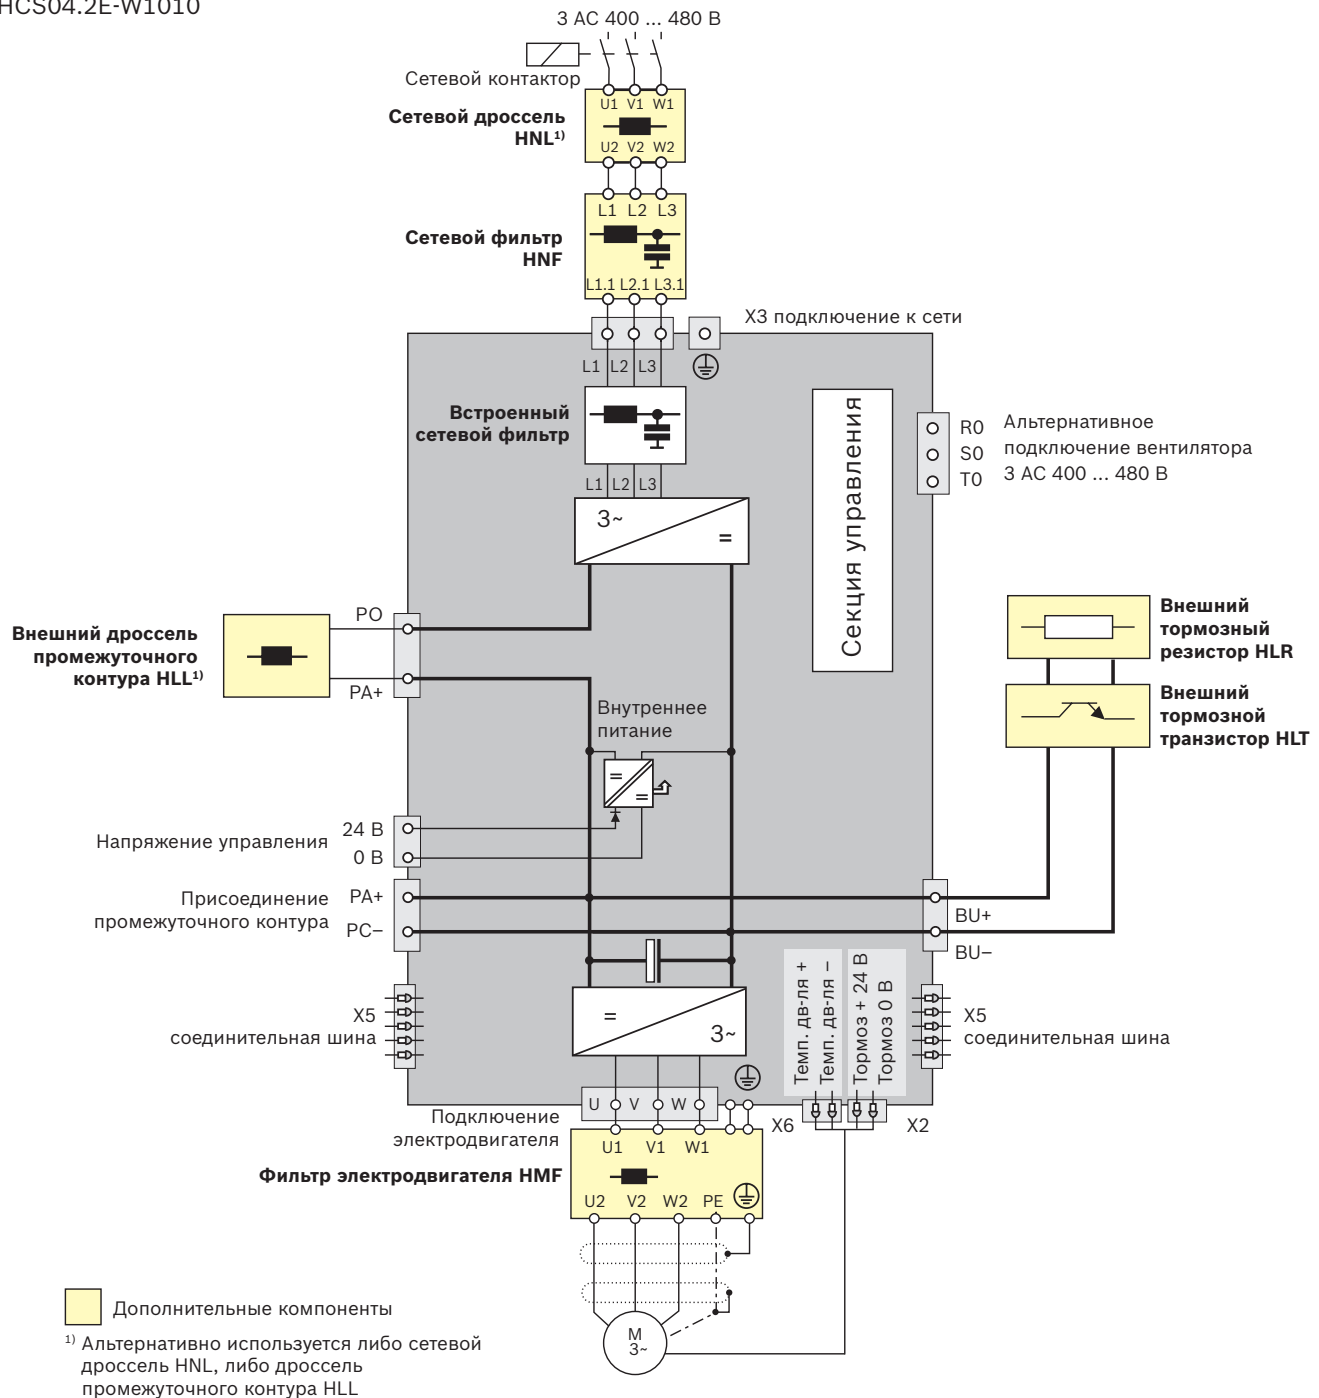 HCS04.2E-W1010
3 AC 400 ... 480 В
Сетевой контактор
U1 V1 W1
Сетевой дроссель
HNL¹⁾
U2 V2 W2
L1 L2 L3
Сетевой фильтр
HNF
L1.1 L2.1 L3.1
X3 подключение к сети
L1 L2 L3
Встроенный
сетевой фильтр
L1 L2 L3
3~
=
Секция управления
R0
S0
T0
Альтернативное
подключение вентилятора
3 AC 400 ... 480 В
PO
Внешний дроссель
промежуточного
контура HLL¹⁾
PA+
Внешний
тормозный
резистор HLR
Внешний
тормозной
транзистор HLT
Внутреннее
питание
=
=
Напряжение управления
24 В
0 В
Присоединение
промежуточного контура
PA+
PC–
BU+
BU–
X5
соединительная шина
=
3~
Темп. дв-ля +
Темп. дв-ля –
Тормоз + 24 В
Тормоз 0 В
X5
соединительная шина
U V W
X6
X2
Подключение
электродвигателя
U1 V1 W1
Фильтр электродвигателя HMF
U2 V2 W2 PE
M
3~
Дополнительные компоненты
¹⁾ Альтернативно используется либо сетевой
дроссель HNL, либо дроссель
промежуточного контура HLL